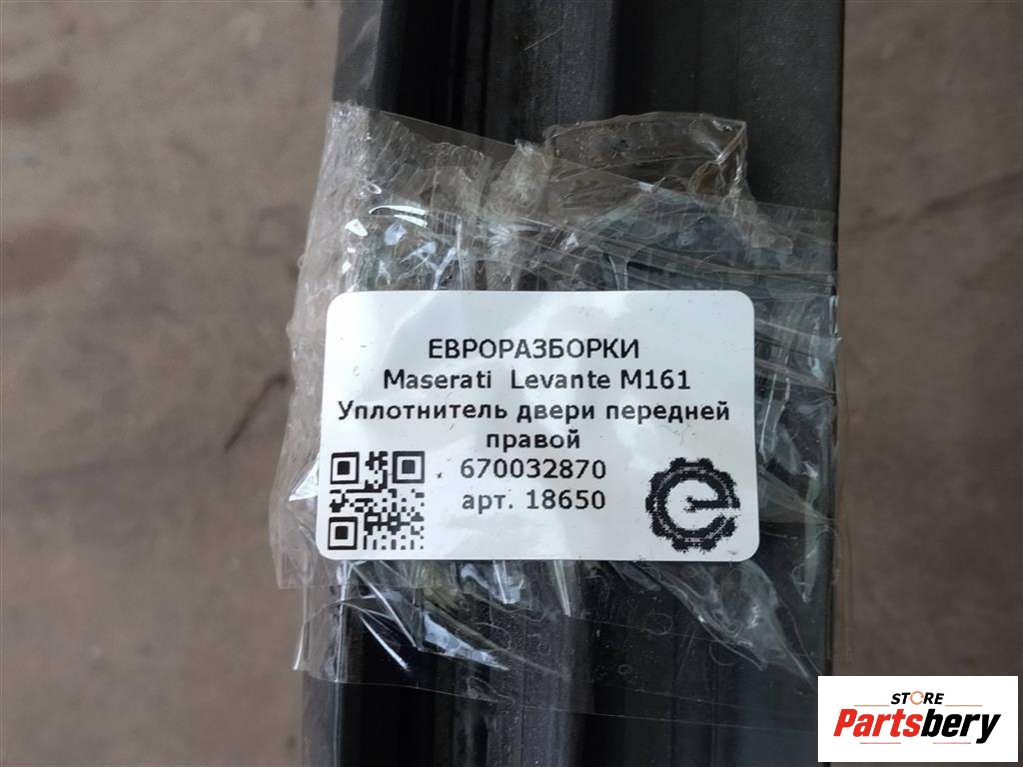 ЕВРОРАЗБОРКИ
Maserati Levante M161
Уплотнитель двери передней
правой
. 670032870
арт. 18650
STORE
Partsbery